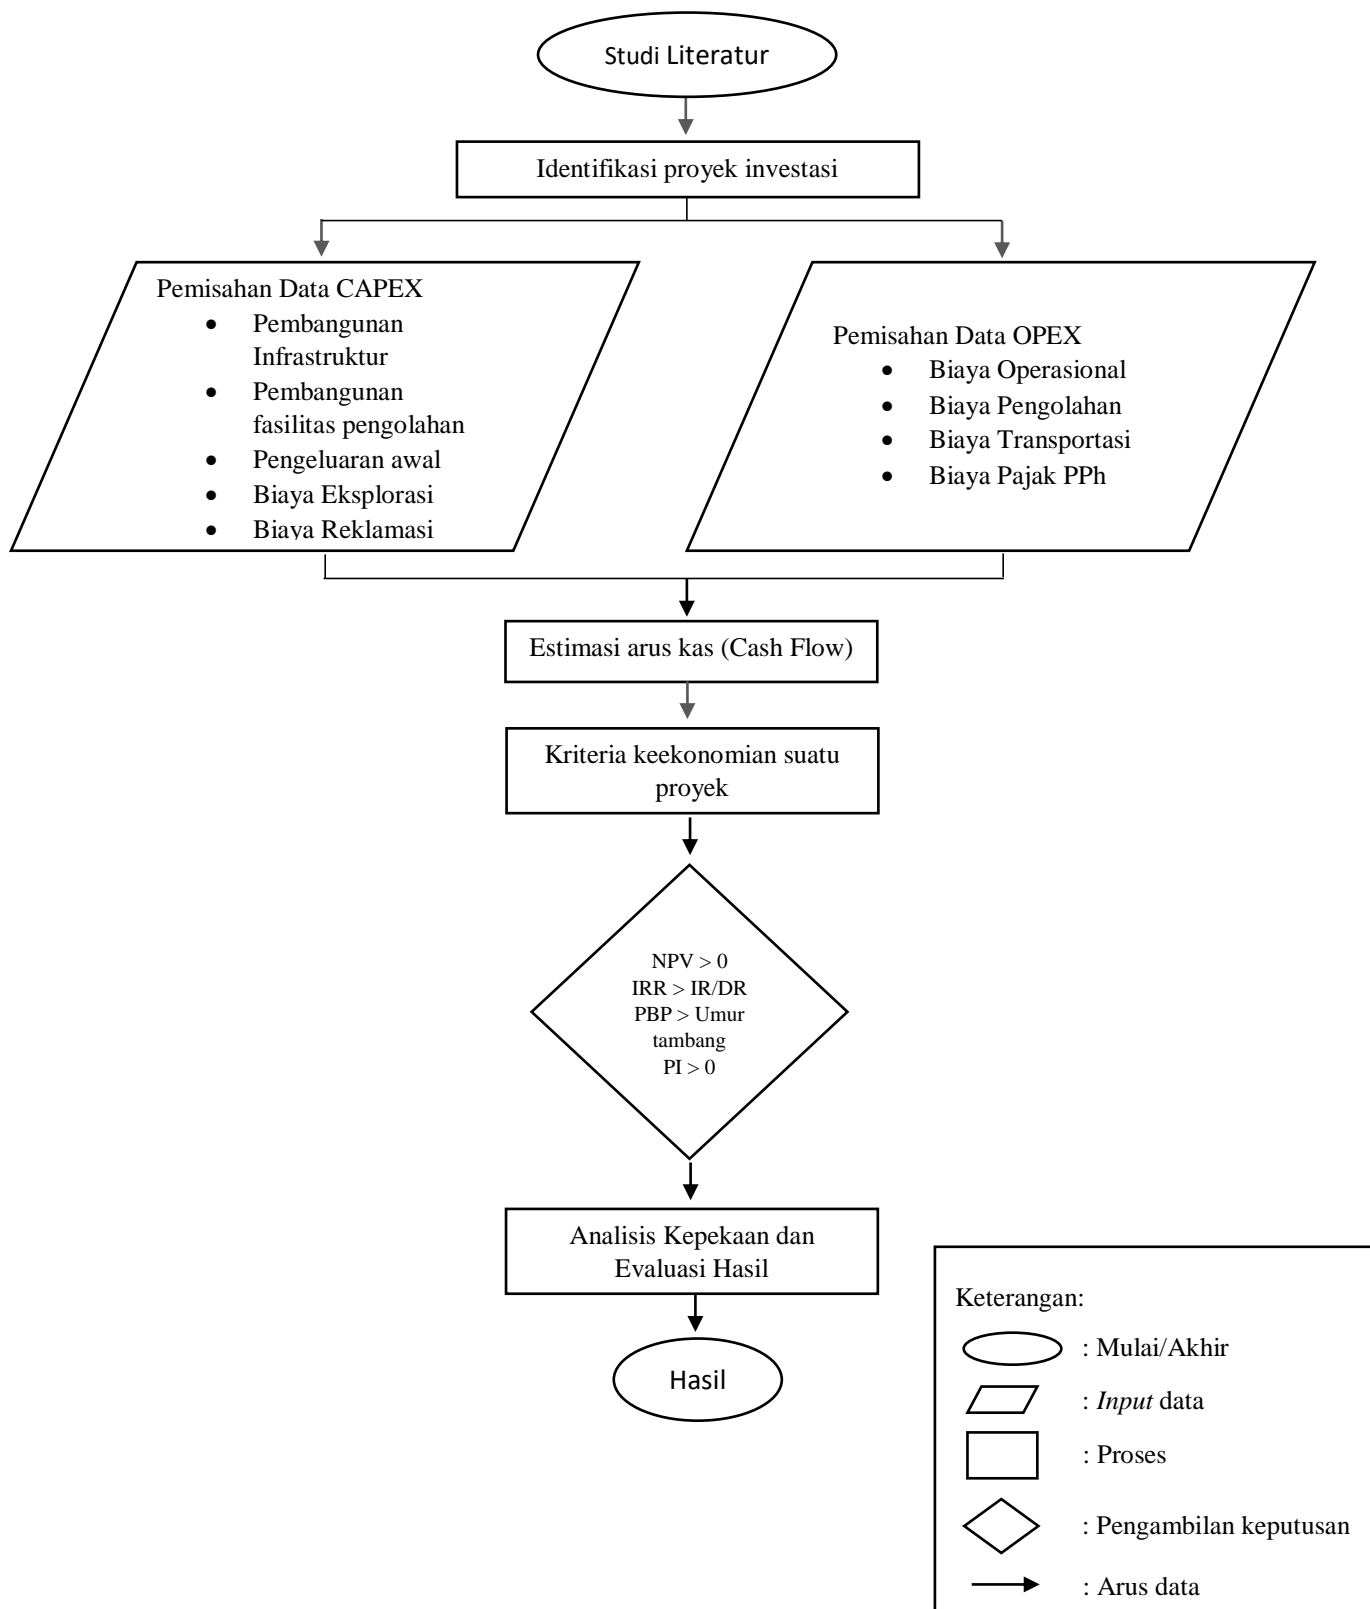 Studi Literatur
Identifikasi proyek investasi
Pemisahan Data CAPEX
• Pembangunan
Infrastruktur
• Pembangunan
fasilitas pengolahan
• Pengeluaran awal
• Biaya Eksplorasi
• Biaya Reklamasi
Pemisahan Data OPEX
• Biaya Operasional
• Biaya Pengolahan
• Biaya Transportasi
• Biaya Pajak PPh
Estimasi arus kas (Cash Flow)
Kriteria keekonomian suatu
proyek
NPV > 0
IRR > IR/DR
PBP > Umur
tambang
PI > 0
Analisis Kepekaan dan
Evaluasi Hasil
Hasil
Keterangan:
: Mulai/Akhir
: Input data
: Proses
: Pengambilan keputusan
: Arus data